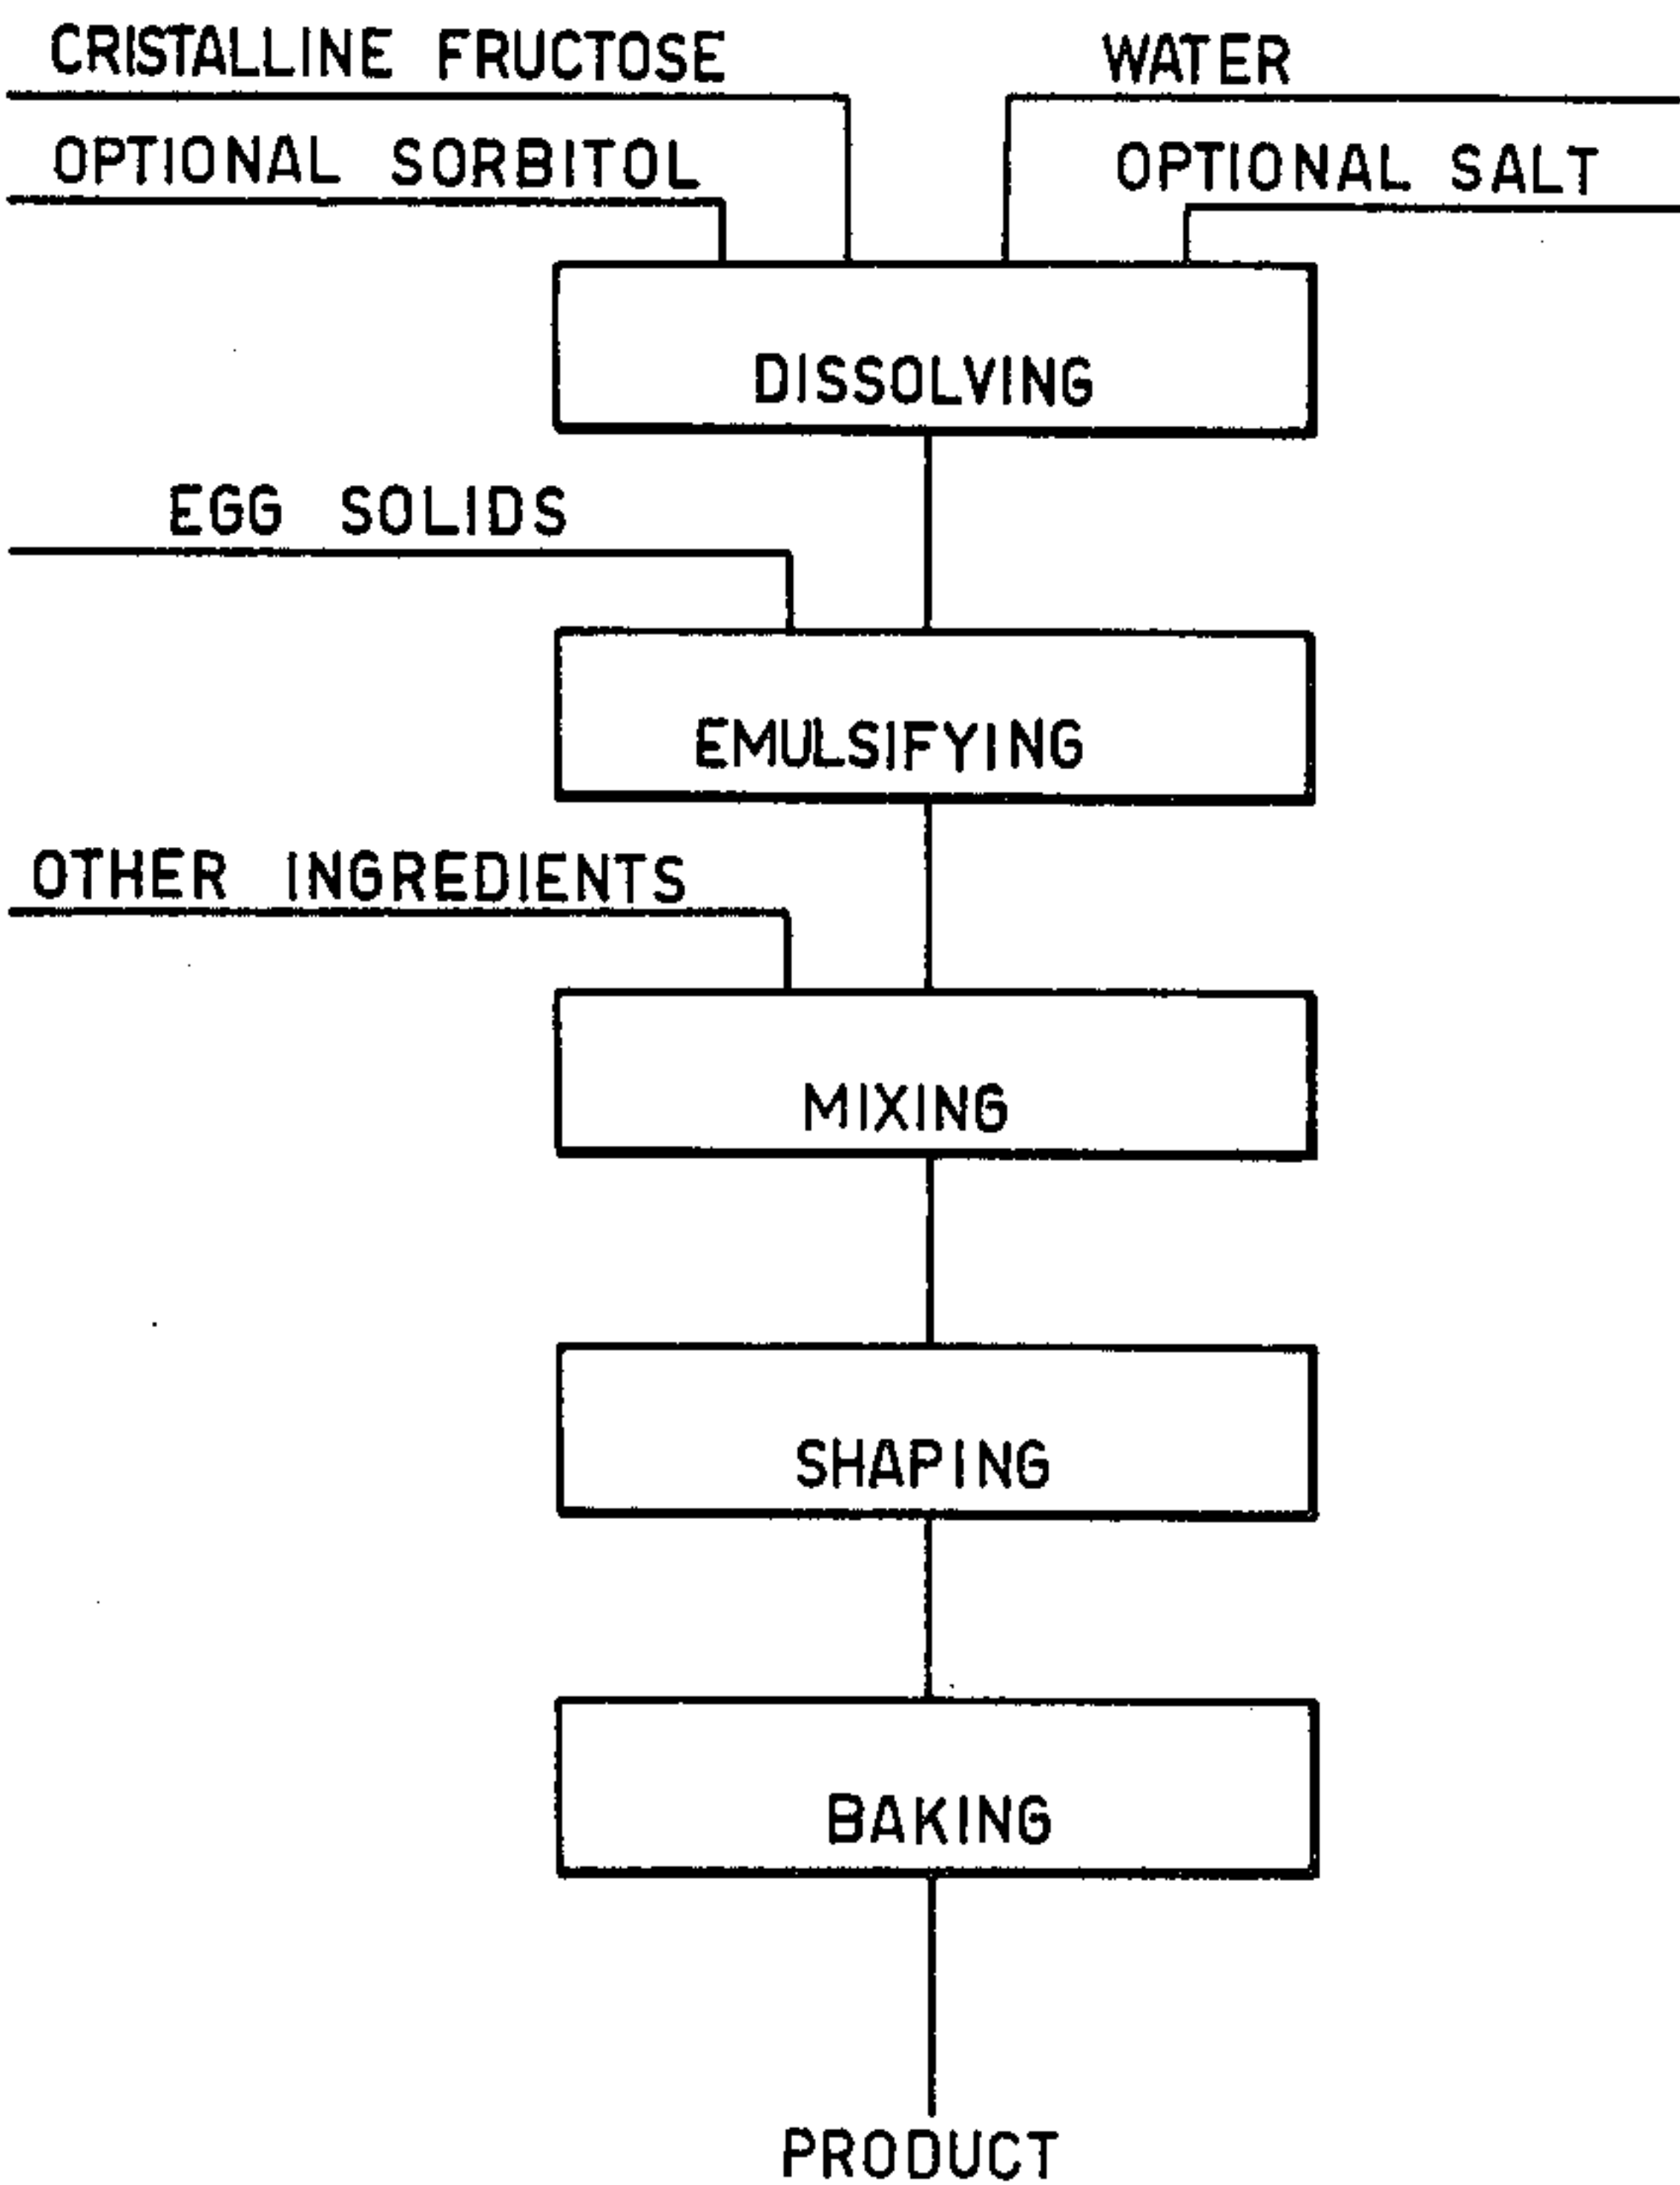 CRISTALLINE FRUCTOSE
WATER
OPTIONAL SORBITOL
OPTIONAL SALT
DISSOLVING
EGG SOLIDS
EMULSIFYING
OTHER INGREDIENTS
MIXING
SHAPING
BAKING
PRODUCT